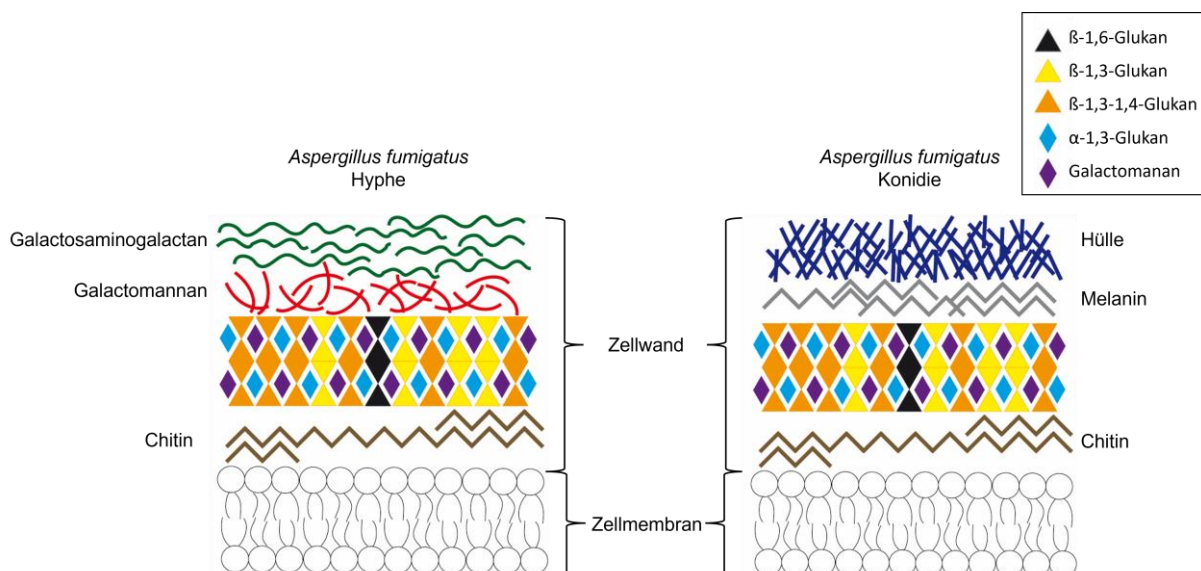 ß-1,6-Glukan
ß-1,3-Glukan
ß-1,3-1,4-Glukan
α-1,3-Glukan
Galactomanan
Aspergillus fumigatus
Hyphe
Aspergillus fumigatus
Konidie
Galactosaminogalactan
Hülle
Galactomannan
Melanin
Zellwand
Chitin
Chitin
Zellmembran